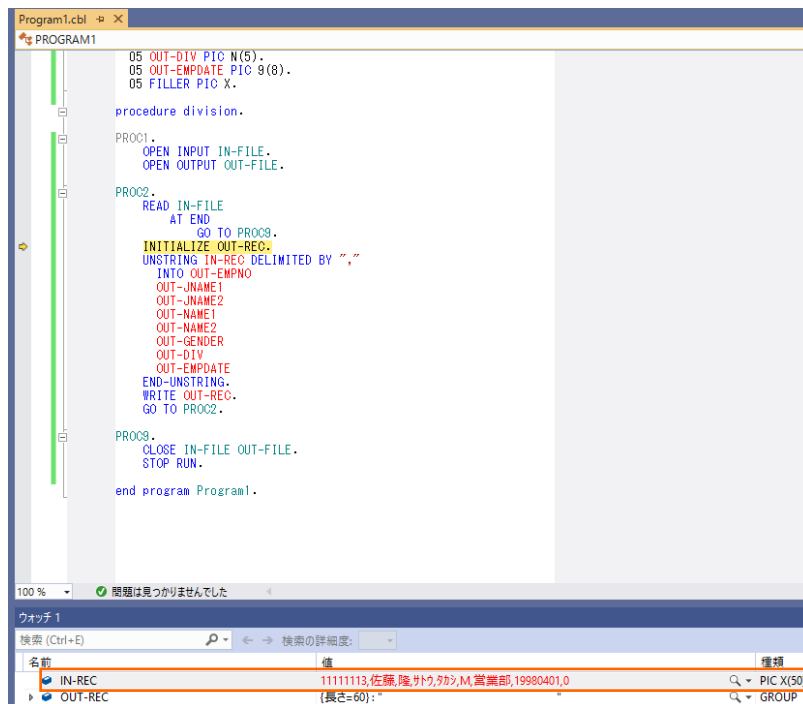 Program1.cbl
PROGRAM1
05 OUT-DIV PIC N(5).
05 OUT-EMPDATE PIC 9(8).
05 FILLER PIC X.
procedure division.
PROC1.
OPEN INPUT IN-FILE.
OPEN OUTPUT OUT-FILE.
PROC2.
READ IN-FILE
AT END
GO TO PROC9.
INITIALIZE OUT-REC.
UNSTRING IN-REC DELIMITED BY ","
INTO OUT-EMPNO
OUT-JNAME1
OUT-JNAME2
OUT-NAME1
OUT-NAME2
OUT-GENDER
OUT-DIV
OUT-EMPDATE
END-UNSTRING.
WRITE OUT-REC.
GO TO PROC2.
PROC9.
CLOSE IN-FILE OUT-FILE.
STOP RUN.
end program Program1.
100 % 問題は見つかりませんでした
ウォッチ 1
検索 (Ctrl+E) 検索の詳細度:
名前 値 種類
IN-REC 11111113,佐藤,隆,ｻﾄｳ,ﾀｶｼ,M,営業部,19980401,0 PIC X(50
OUT-REC {長さ=60} : " " GROUP